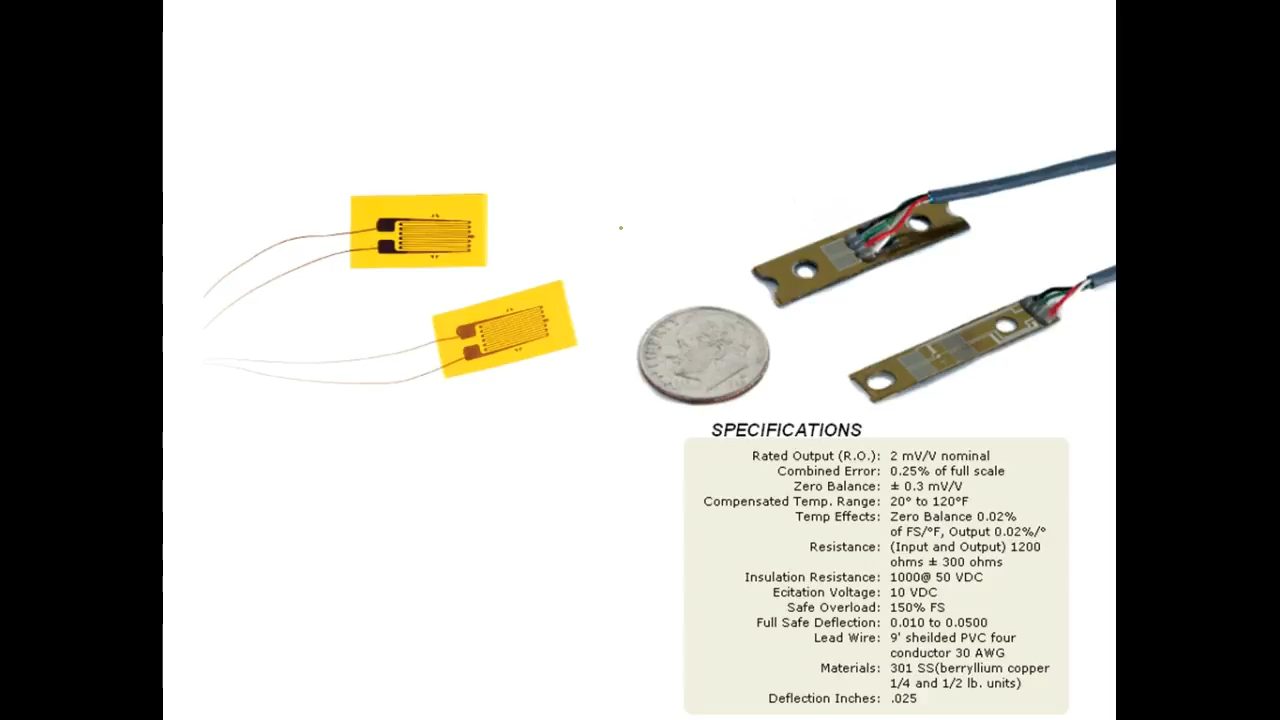 LIBERTY
SPECIFICATIONS
Rated Output (R.O.): 2 mV/V nominal
Combined Error: 0.25% of full scale
Zero Balance: ± 0.3 mV/V
Compensated Temp. Range: 20° to 120°F
Temp Effects: Zero Balance 0.02%
of FS/°F, Output 0.02%/°
Resistance: (Input and Output) 1200
ohms ± 300 ohms
Insulation Resistance: 1000@ 50 VDC
Ecitation Voltage: 10 VDC
Safe Overload: 150% FS
Full Safe Deflection: 0.010 to 0.0500
Lead Wire: 9' sheilded PVC four
conductor 30 AWG
Materials: 301 SS(berryllium copper
1/4 and 1/2 lb. units)
Deflection Inches: .025